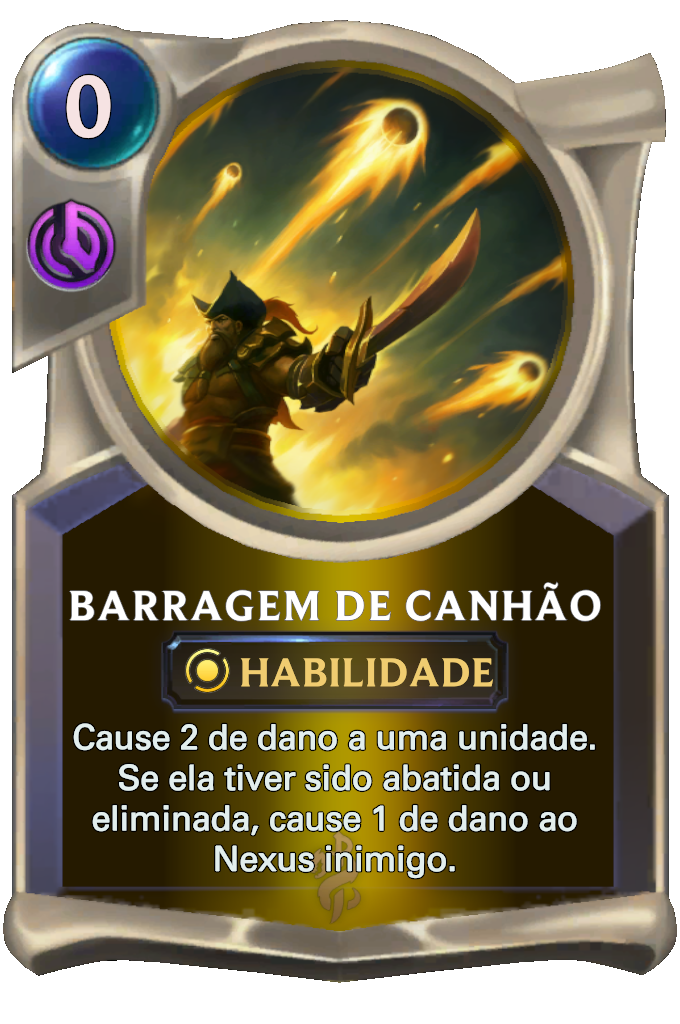 0
BARRAGEM DE CANHÃO
HABILIDADE
Cause 2 de dano a uma unidade.
Se ela tiver sido abatida ou
eliminada, cause 1 de dano ao
Nexus inimigo.